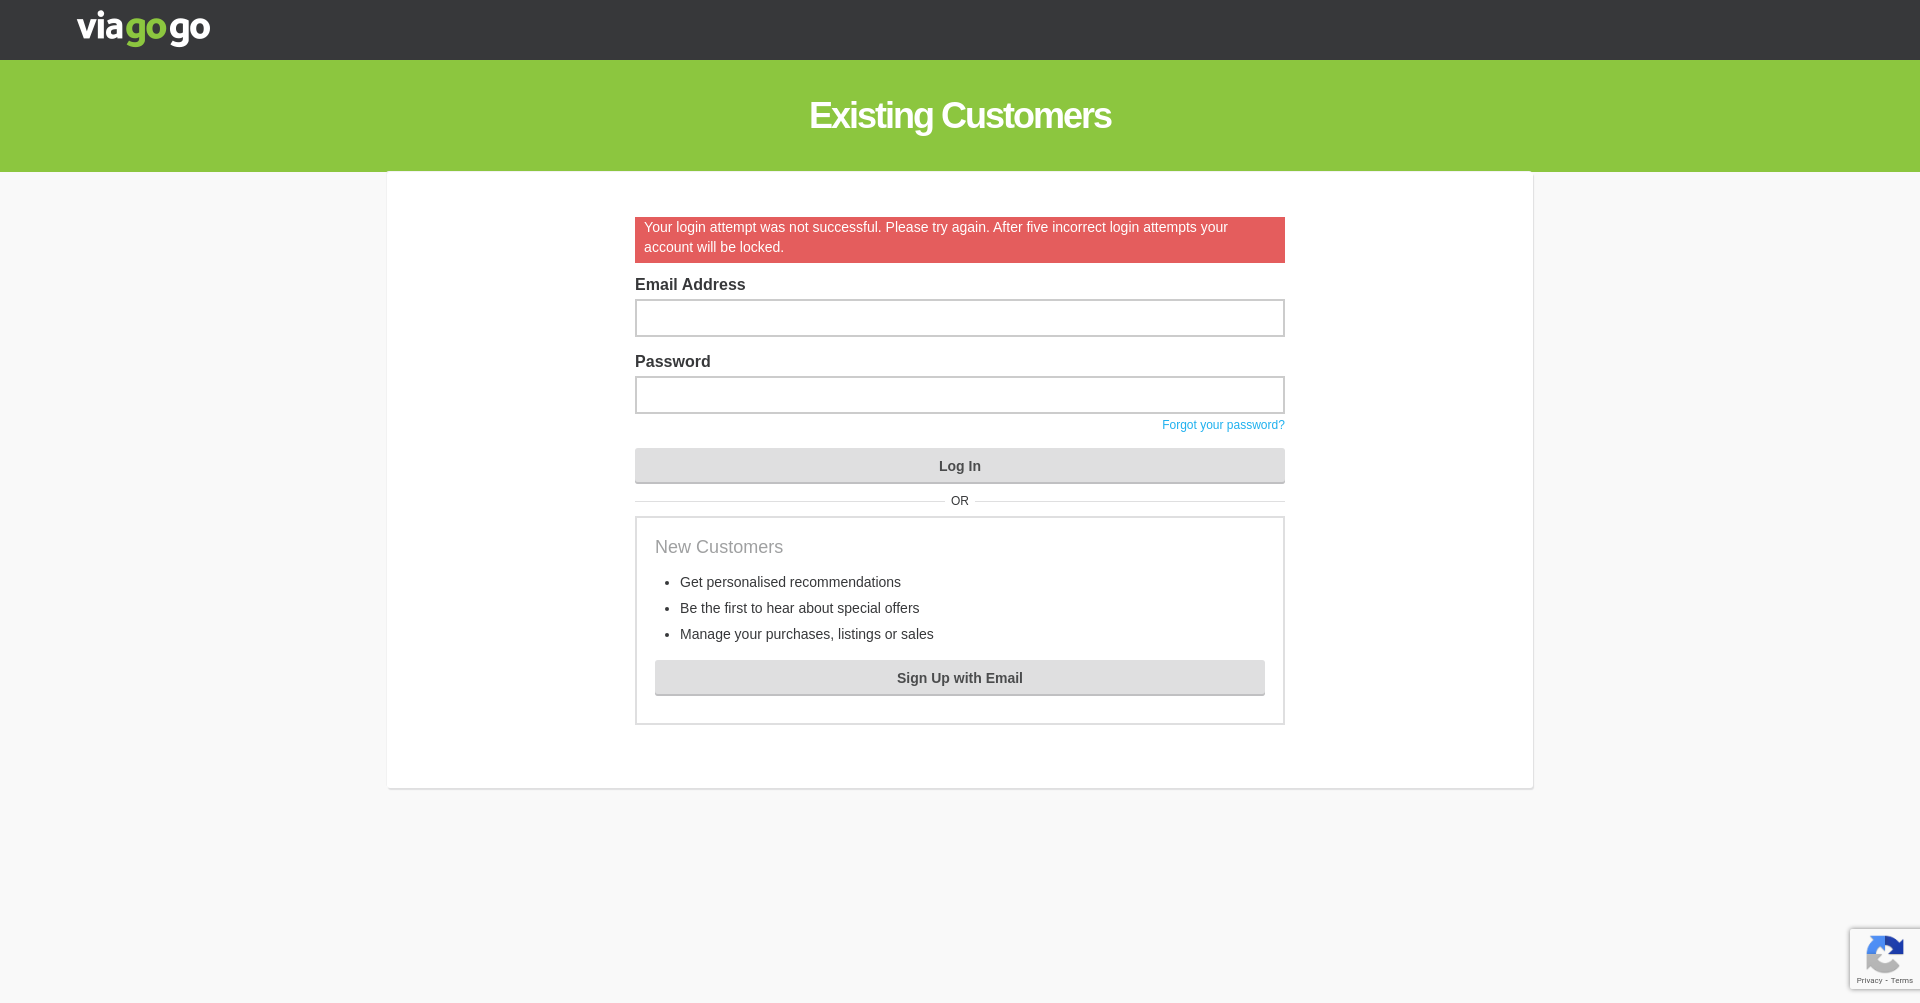 viagogo
Existing Customers
Your login attempt was not successful. Please try again. After five incorrect login attempts your
account will be locked.
Email Address
Password
Forgot your password?
Log In
OR
New Customers
Get personalised recommendations
Be the first to hear about special offers
Manage your purchases, listings or sales
Sign Up with Email
Privacy - Terms